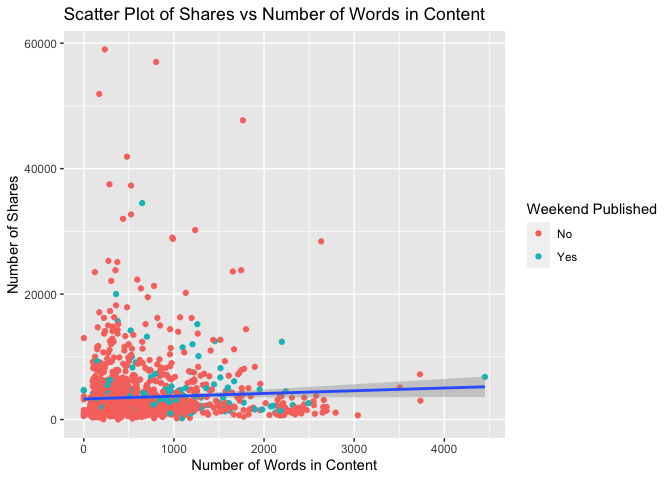 Scatter Plot of Shares vs Number of Words in Content
60000
40000
20000
0
Number of Shares
0 1000 2000 3000 4000
Number of Words in Content
Weekend Published
No
Yes